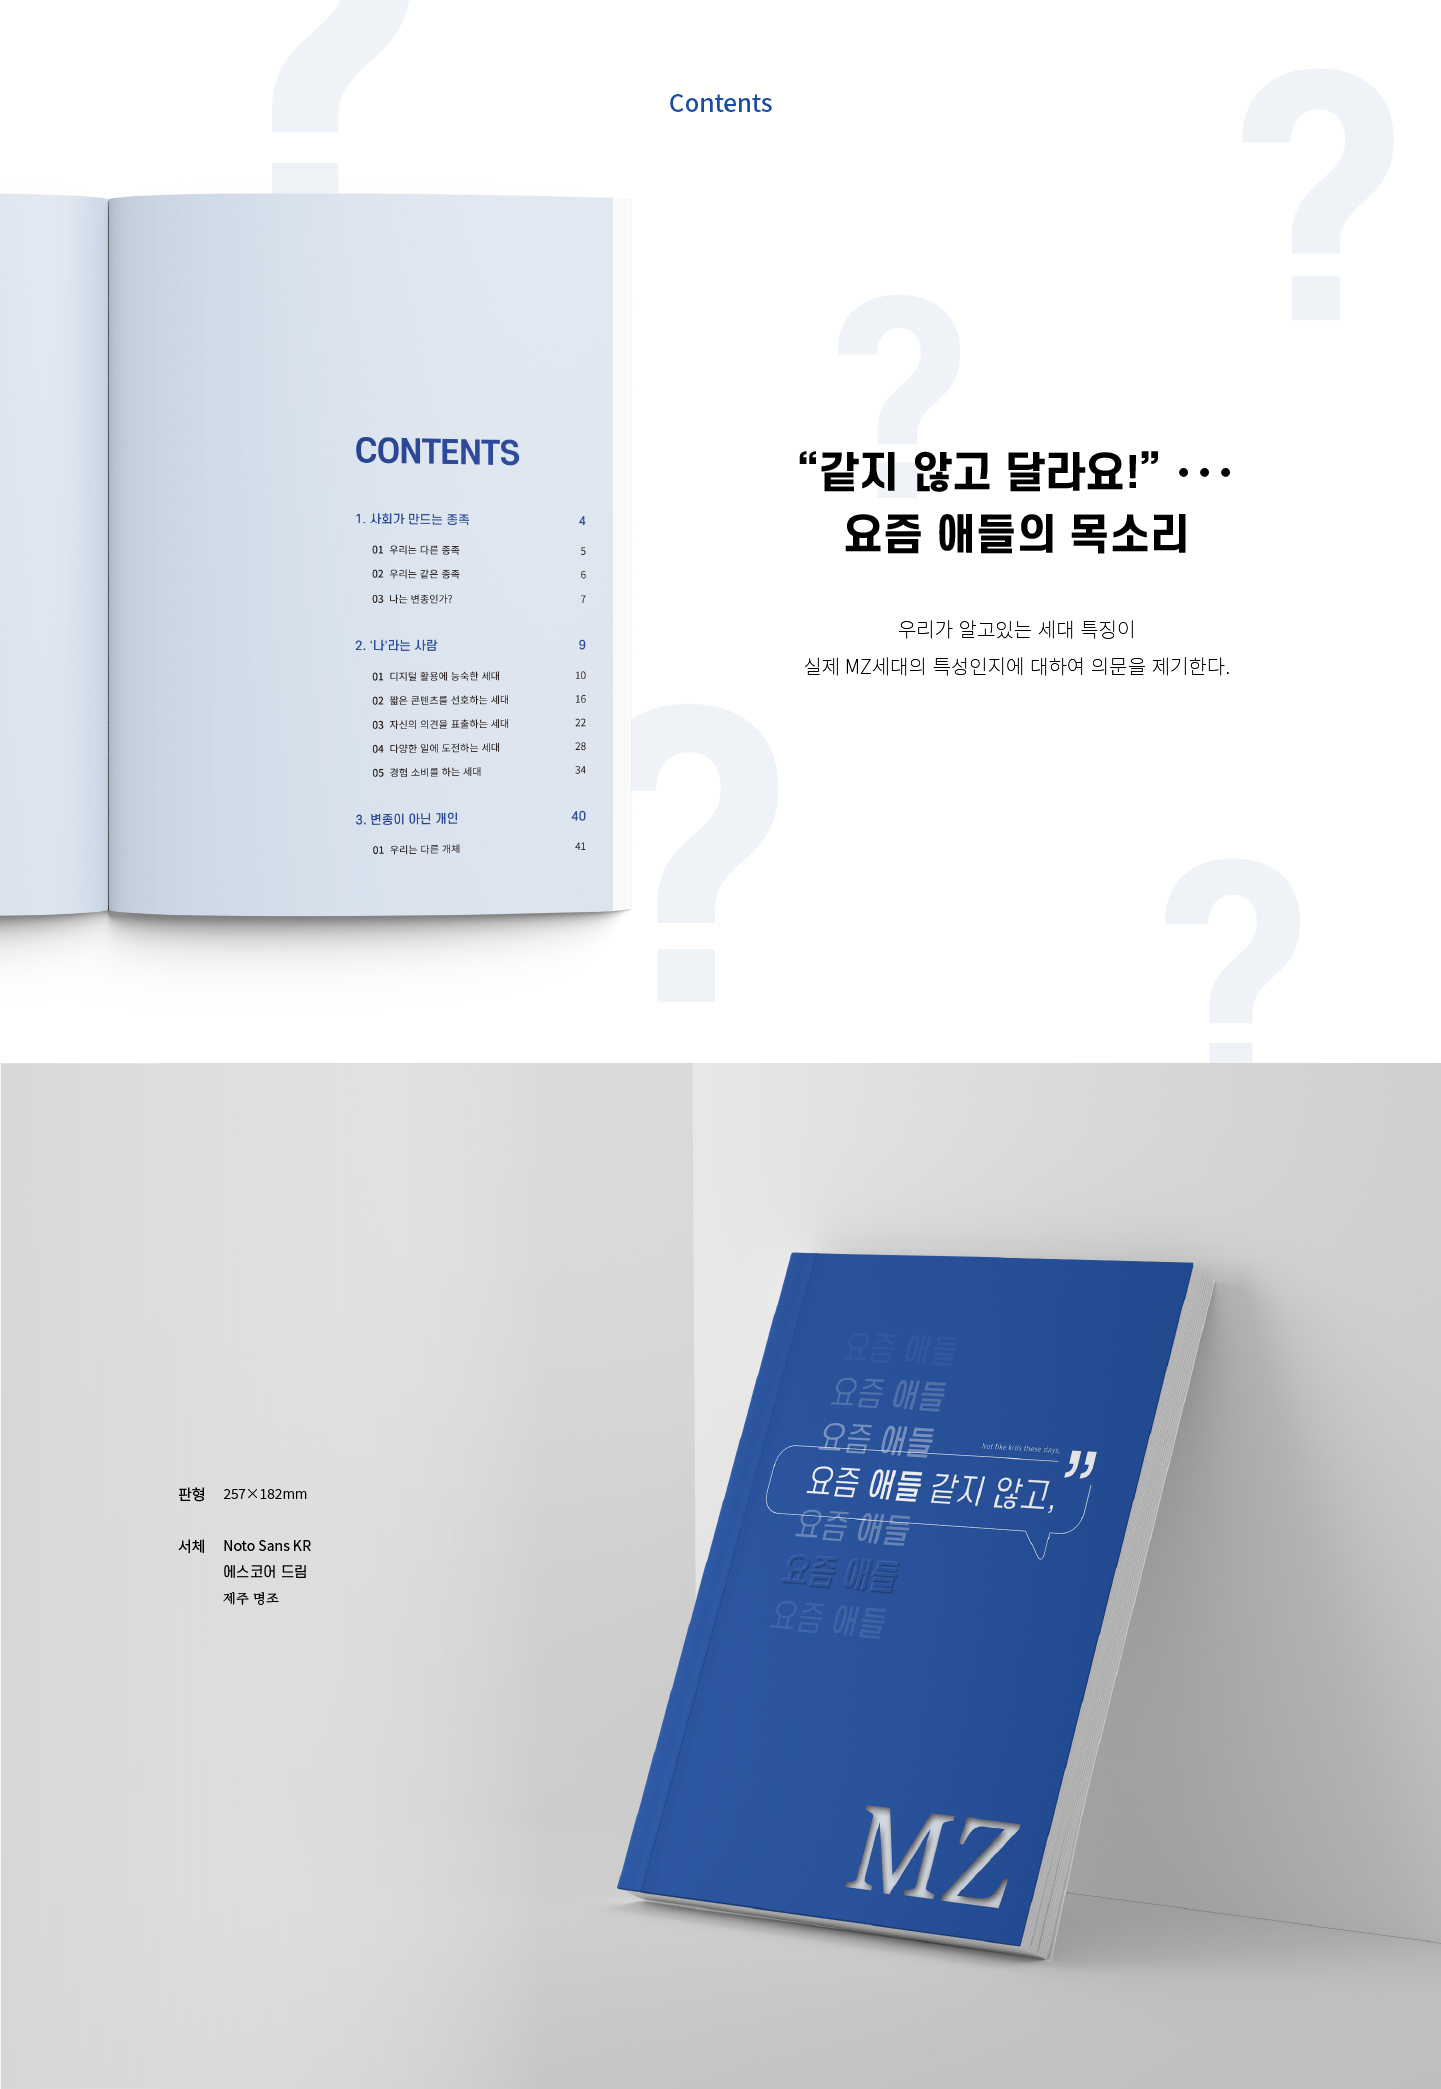 Contents
CONTENTS
1. 사회가 만드는 종족 4
01 우리는 다른 종족 5
02 우리는 같은 종족 6
03 나는 변종인가? 7
2. '나'라는 사람 9
01 디지털 활용에 능숙한 세대 10
02 짧은 콘텐츠를 선호하는 세대 16
03 자신의 의견을 표출하는 세대 22
04 다양한 일에 도전하는 세대 28
05 경험 소비를 하는 세대 34
3. 변종이 아닌 개인 40
01 우리는 다른 개체 41
“같지 않고 달라요!” •••
요즘 애들의 목소리
우리가 알고있는 세대 특징이
실제 MZ세대의 특성인지에 대하여 의문을 제기한다.
판형 257×182mm
서체 Noto Sans KR
에스코어 드림
제주 명조
요즘 애들
요즘 애들
요즘 애들
Not like kids these days,
요즘 애들 같지 않고,
요즘 애들
요즘 애들
요즘 애들
MZ